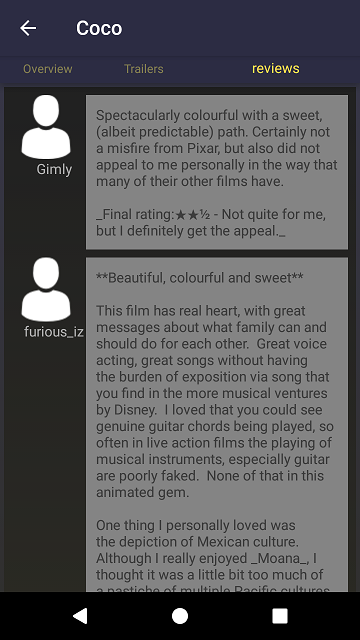 Coco
Overview
Trailers
reviews
Spectacularly colourful with a sweet,
(albeit predictable) path. Certainly not
a misfire from Pixar, but also did not
appeal to me personally in the way that
many of their other films have.
_Final rating:★★½ - Not quite for me,
but I definitely get the appeal._
Gimly
**Beautiful, colourful and sweet**
This film has real heart, with great
messages about what family can and
should do for each other.  Great voice
acting, great songs without having
the burden of exposition via song that
you find in the more musical ventures
by Disney.  I loved that you could see
genuine guitar chords being played, so
often in live action films the playing of
musical instruments, especially guitar
are poorly faked.  None of that in this
animated gem.
One thing I personally loved was
the depiction of Mexican culture.
Although I really enjoyed _Moana_, I
thought it was a little bit too much of
a pastiche of multiple Pacific cultures
furious_iz